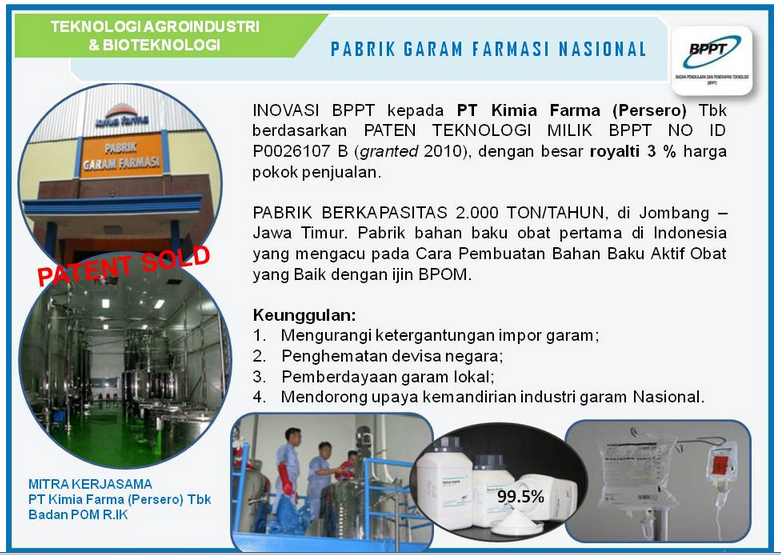 TEKNOLOGI AGROINDUSTRI
& BIOTEKNOLOGI
PABRIK GARAM FARMASI NASIONAL
BPPT
BADAN PENGKAJIAN DAN PENERAPAN TEKNOLOGI
(BPPT)
kimia farma
PABRIK
GARAM FARMASI
PATENT SOLD
INOVASI BPPT kepada PT Kimia Farma (Persero) Tbk
berdasarkan PATEN TEKNOLOGI MILIK BPPT NO ID
P0026107 B (granted 2010), dengan besar royalti 3 % harga
pokok penjualan.
PABRIK BERKAPASITAS 2.000 TON/TAHUN, di Jombang –
Jawa Timur. Pabrik bahan baku obat pertama di Indonesia
yang mengacu pada Cara Pembuatan Bahan Baku Aktif Obat
yang Baik dengan ijin BPOM.
Keunggulan:
1. Mengurangi ketergantungan impor garam;
2. Penghematan devisa negara;
3. Pemberdayaan garam lokal;
4. Mendorong upaya kemandirian industri garam Nasional.
MITRA KERJASAMA
PT Kimia Farma (Persero) Tbk
Badan POM R.IK
99.5%